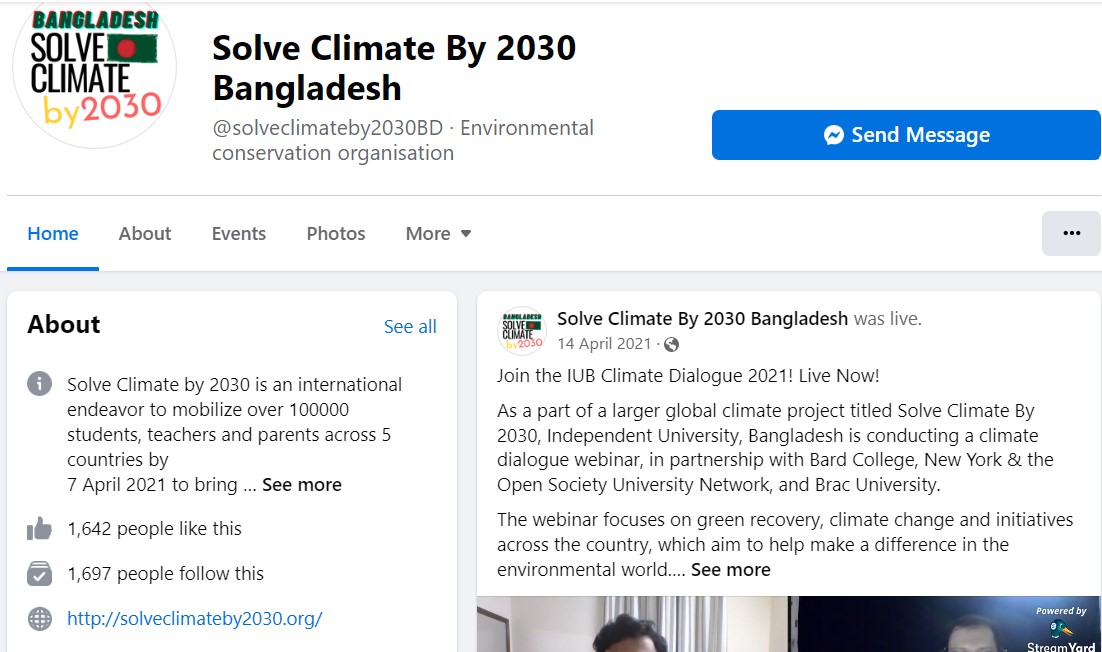 BANGLADESH
SOLVE
CLIMATE
by2030
Solve Climate By 2030
Bangladesh
@solveclimateby2030BD · Environmental
conservation organisation
Send Message
Home
About
Events
Photos
More
About
See all
Solve Climate by 2030 is an international
endeavor to mobilize over 100000
students, teachers and parents across 5
countries by
7 April 2021 to bring ... See more
1,642 people like this
1,697 people follow this
http://solveclimateby2030.org/
BANGLADESH
SOLVE
CLIMATE
by2030
Solve Climate By 2030 Bangladesh was live.
14 April 2021 ·
Join the IUB Climate Dialogue 2021! Live Now!
As a part of a larger global climate project titled Solve Climate By
2030, Independent University, Bangladesh is conducting a climate
dialogue webinar, in partnership with Bard College, New York & the
Open Society University Network, and Brac University.
The webinar focuses on green recovery, climate change and initiatives
across the country, which aim to help make a difference in the
environmental world.... See more
Powered by
StreamYard